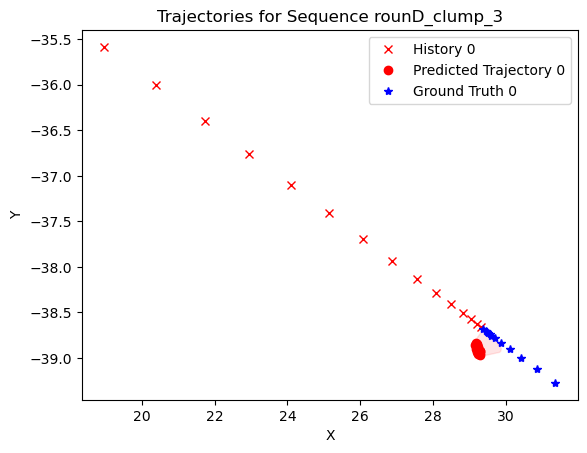 Trajectories for Sequence rounD_clump_3
History 0
Predicted Trajectory 0
Ground Truth 0
−35.5
−36.0
−36.5
−37.0
−37.5
−38.0
−38.5
−39.0
Y
20 22 24 26 28 30
X